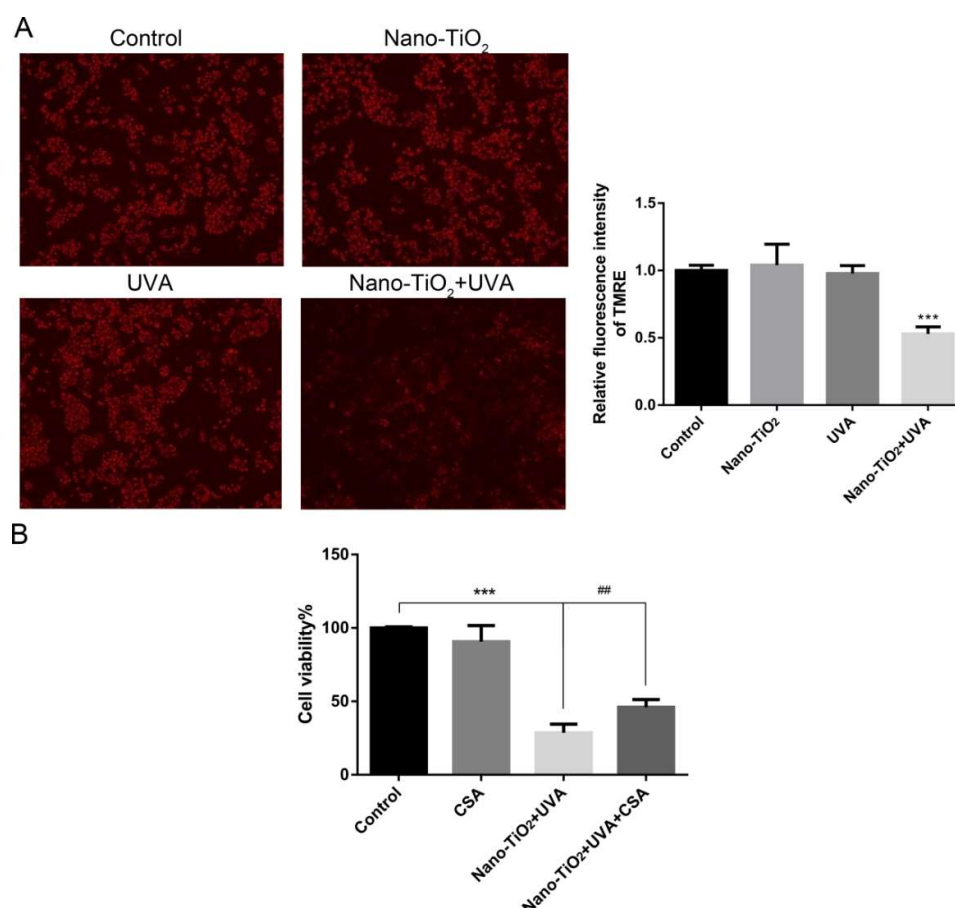 A
Control
Nano-TiO₂
UVA
Nano-TiO₂+UVA
Relative fluorescence intensity
of TMRE
1.5
1.0
0.5
0.0
***
Control
Nano-TiO₂
UVA
Nano-TiO₂+UVA
B
Cell viability%
150
100
50
0
***
##
Control
CSA
Nano-TiO₂+UVA
Nano-TiO₂+UVA+CSA